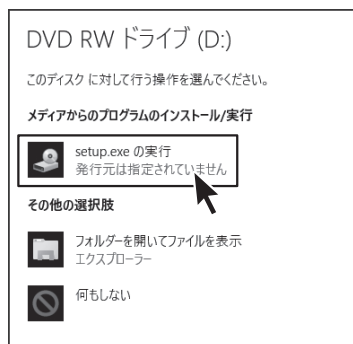 DVD RW ドライブ (D:)
このディスク に対して行う操作を選んでください。
メディアからのプログラムのインストール/実行
setup.exe の実行
発行元は指定されていません
その他の選択肢
フォルダーを開いてファイルを表示
エクスプローラー
何もしない